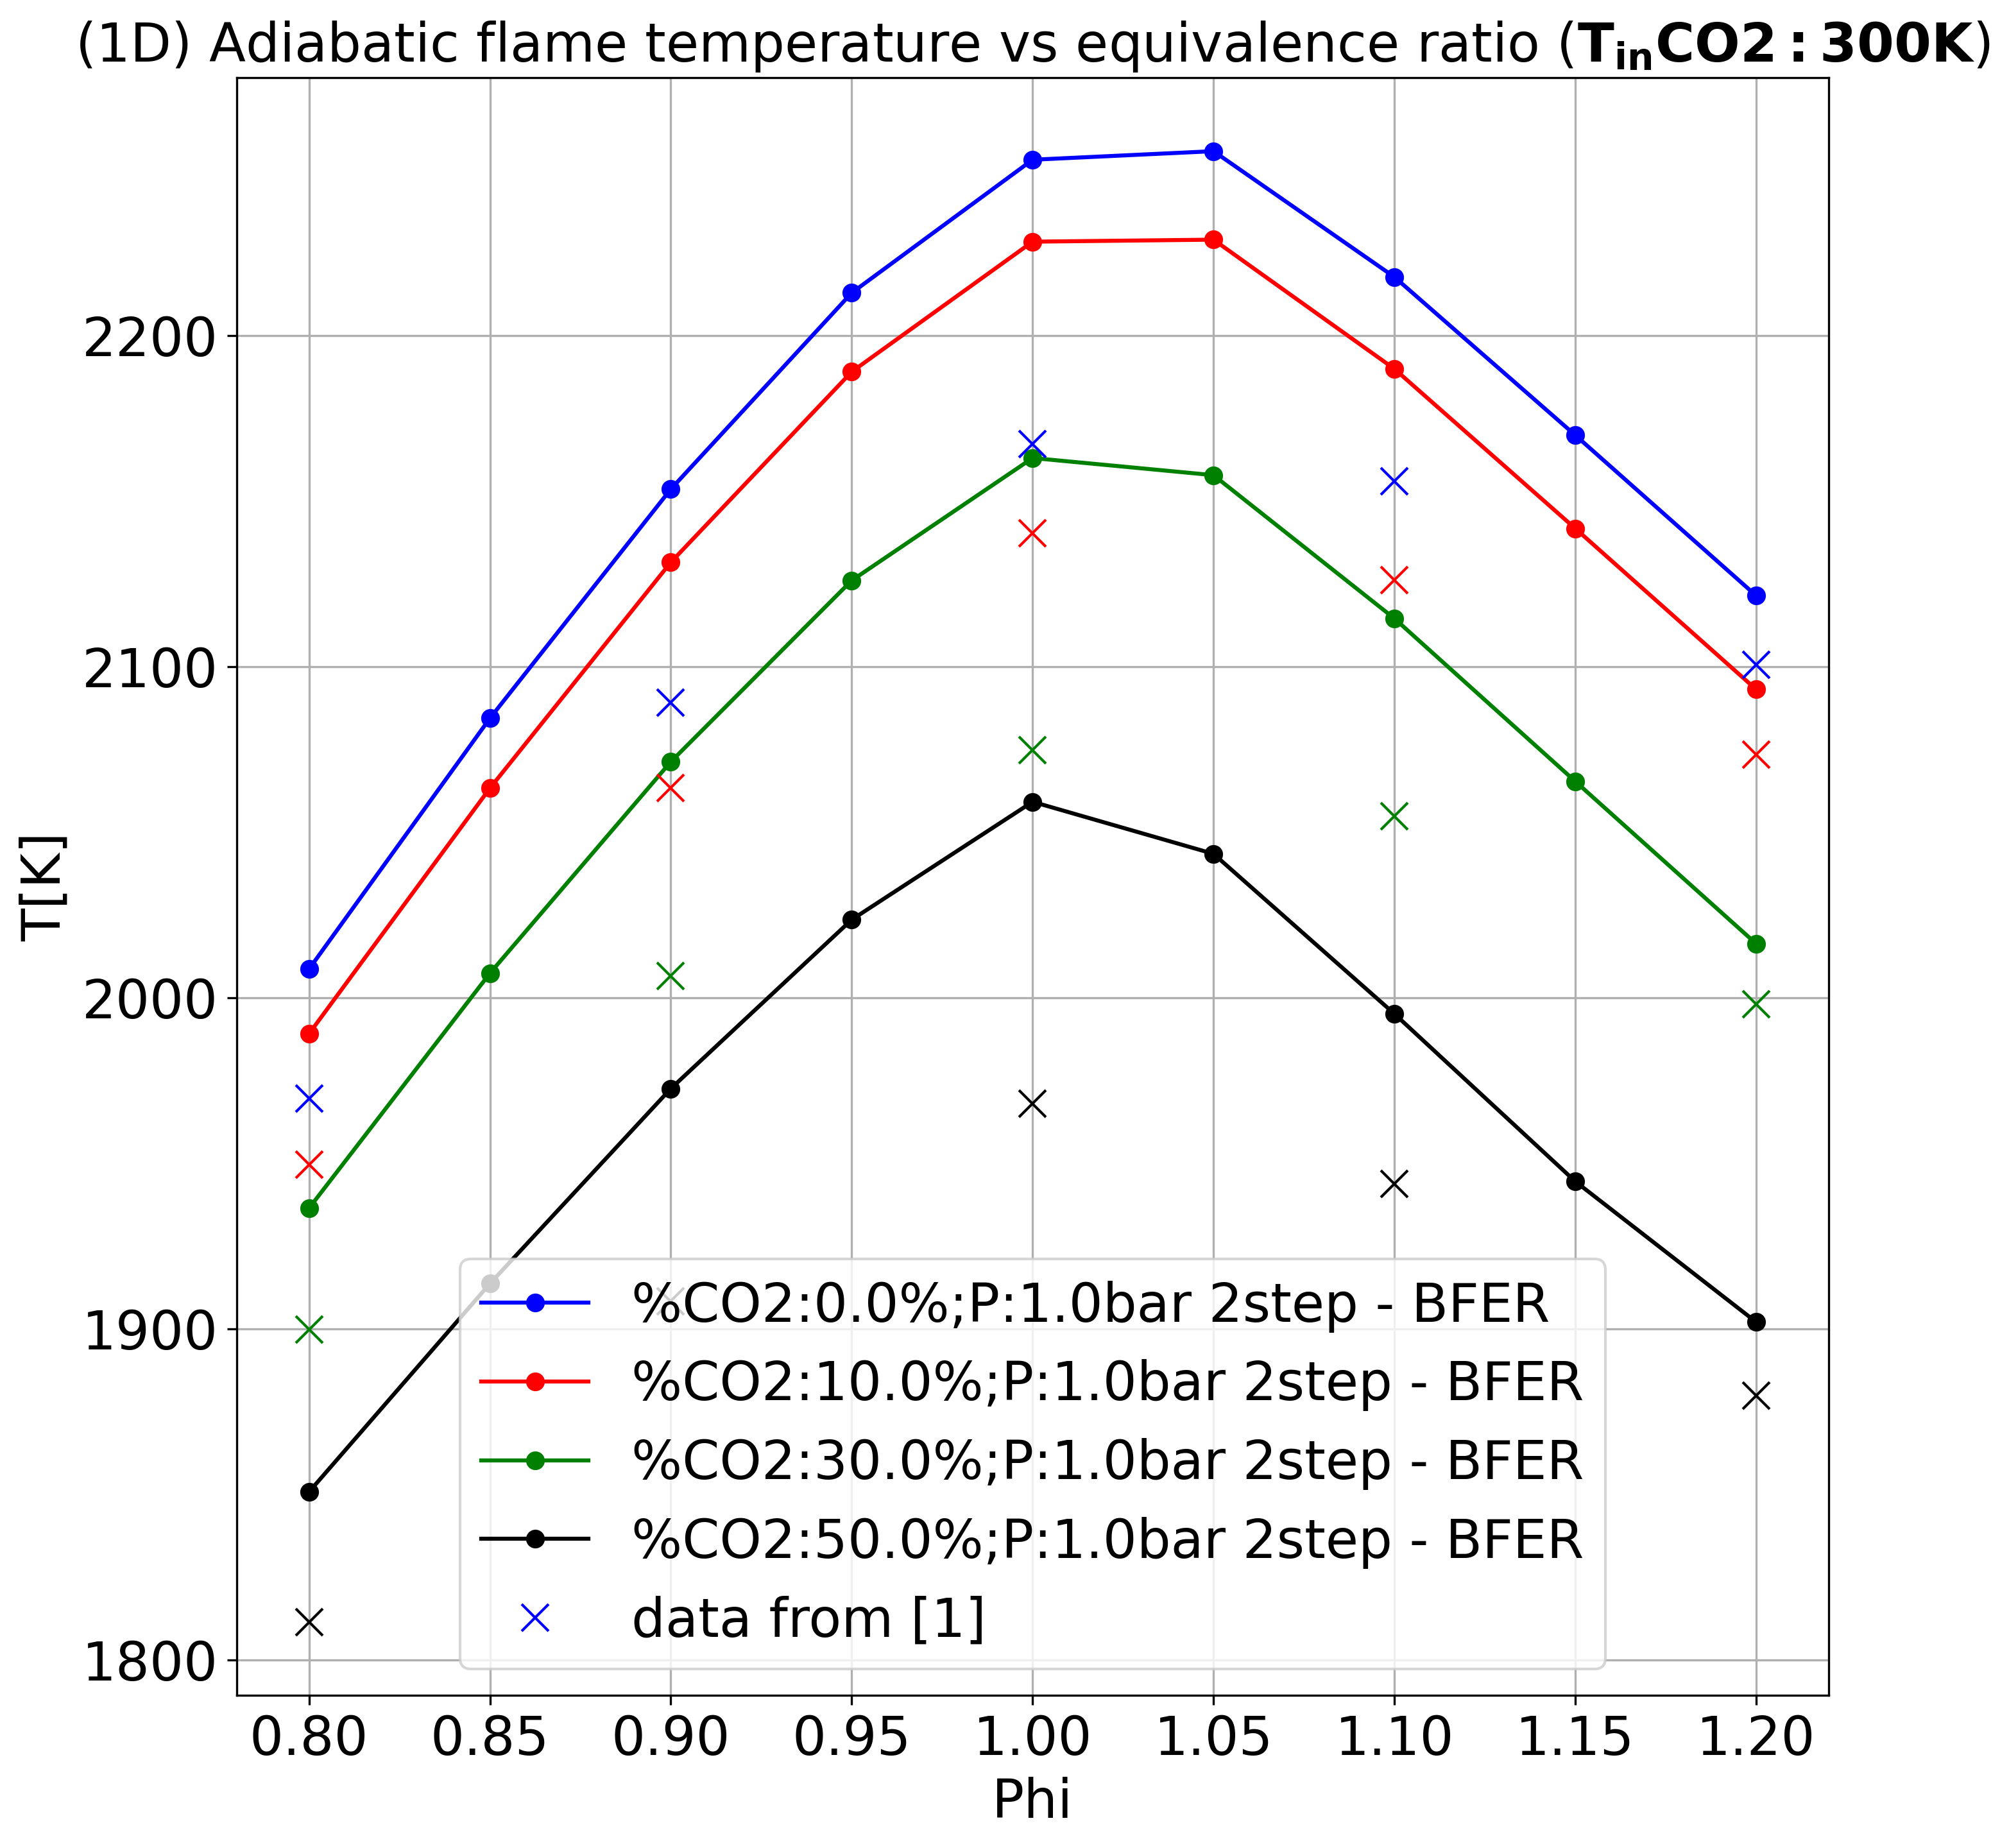 (1D) Adiabatic flame temperature vs equivalence ratio (TinCO2 : 300K)
T[K]
2200
2100
2000
1900
1800
%CO2:0.0%;P:1.0bar 2step - BFER
%CO2:10.0%;P:1.0bar 2step - BFER
%CO2:30.0%;P:1.0bar 2step - BFER
%CO2:50.0%;P:1.0bar 2step - BFER
data from [1]
0.80 0.85 0.90 0.95 1.00 1.05 1.10 1.15 1.20
Phi